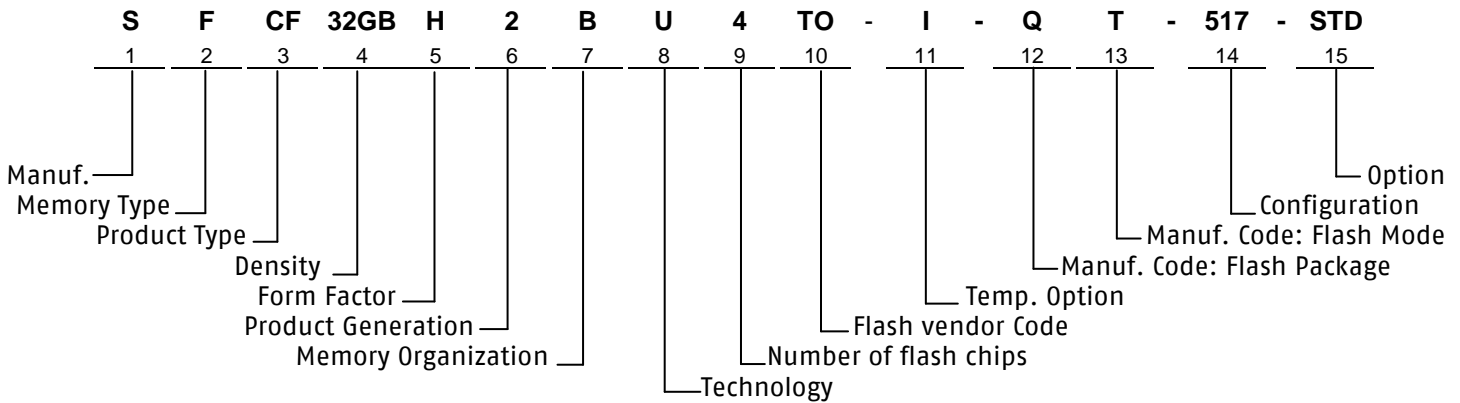 S F CF 32GB H 2 B U 4 TO - I - Q T - 517 - STD
1 2 3 4 5 6 7 8 9 10 11 12 13 14 15
Manuf. Option
Memory Type Configuration
Product Type Manuf. Code: Flash Mode
Density Manuf. Code: Flash Package
Form Factor Temp. Option
Product Generation Flash vendor Code
Memory Organization Number of flash chips
Technology